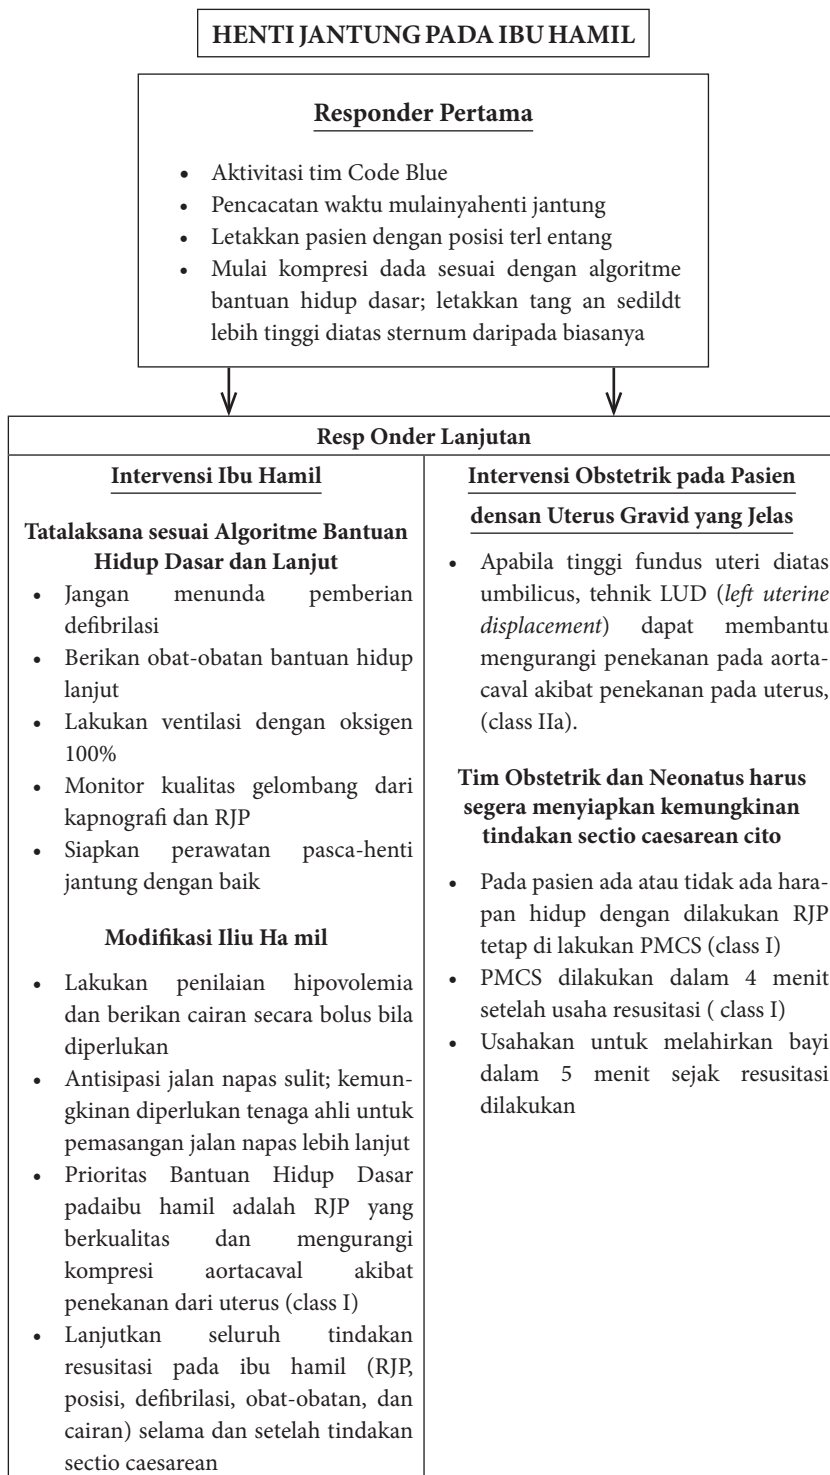 HENTI JANTUNG PADA IBU HAMIL
Responder Pertama
• Aktivitasi tim Code Blue
• Pencacatan waktu mulainyahenti jantung
• Letakkan pasien dengan posisi terl entang
• Mulai kompresi dada sesuai dengan algoritme
bantuan hidup dasar; letakkan tang an sedildt
lebih tinggi diatas sternum daripada biasanya
Resp Onder Lanjutan
Intervensi Ibu Hamil
Tatalaksana sesuai Algoritme Bantuan
Hidup Dasar dan Lanjut
• Jangan menunda pemberian
defibrilasi
• Berikan obat-obatan bantuan hidup
lanjut
• Lakukan ventilasi dengan oksigen
100%
• Monitor kualitas gelombang dari
kapnografi dan RJP
• Siapkan perawatan pasca-henti
jantung dengan baik
Modifikasi Iliu Ha mil
• Lakukan penilaian hipovolemia
dan berikan cairan secara bolus bila
diperlukan
• Antisipasi jalan napas sulit; kemun-
gkinan diperlukan tenaga ahli untuk
pemasangan jalan napas lebih lanjut
• Prioritas Bantuan Hidup Dasar
padaibu hamil adalah RJP yang
berkualitas dan mengurangi
kompresi aortacaval akibat
penekanan dari uterus (class I)
• Lanjutkan seluruh tindakan
resusitasi pada ibu hamil (RJP,
posisi, defibrilasi, obat-obatan, dan
cairan) selama dan setelah tindakan
sectio caesarean
Intervensi Obstetrik pada Pasien
densan Uterus Gravid yang Jelas
• Apabila tinggi fundus uteri diatas
umbilicus, tehnik LUD (left uterine
displacement) dapat membantu
mengurangi penekanan pada aorta-
caval akibat penekanan pada uterus,
(class IIa).
Tim Obstetrik dan Neonatus harus
segera menyiapkan kemungkinan
tindakan sectio caesarean cito
• Pada pasien ada atau tidak ada hara-
pan hidup dengan dilakukan RJP
tetap di lakukan PMCS (class I)
• PMCS dilakukan dalam 4 menit
setelah usaha resusitasi ( class I)
• Usahakan untuk melahirkan bayi
dalam 5 menit sejak resusitasi
dilakukan